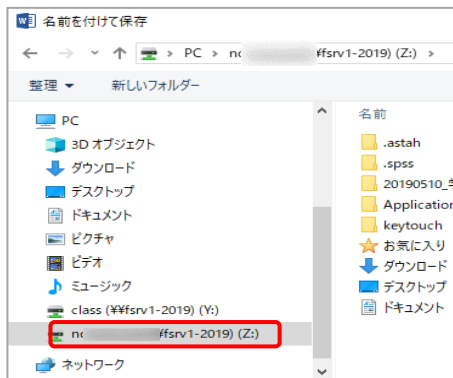 名前を付けて保存
PC > nc ¥fsrv1-2019) (Z:) >
整理 新しいフォルダー
PC
3D オブジェクト
ダウンロード
デスクトップ
ドキュメント
ピクチャ
ビデオ
ミュージック
class (¥¥fsrv1-2019) (Y:)
¥fsrv1-2019) (Z:)
ネットワーク
名前
.astah
.spss
20190510_
Application
keytouch
お気に入り
ダウンロード
デスクトップ
ドキュメント